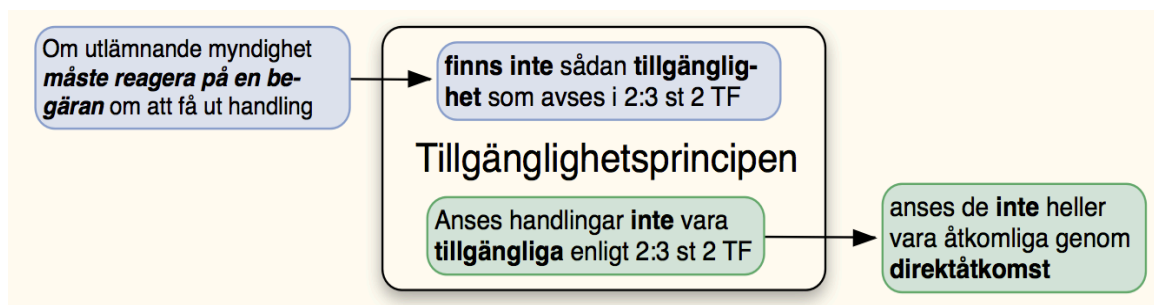 Om utlämnande myndighet
måste reagera på en be-
gäran om att få ut handling
finns inte sådan tillgänglig-
het som avses i 2:3 st 2 TF
Tillgänglighetsprincipen
Anses handlingar inte vara
tillgängliga enligt 2:3 st 2 TF
anses de inte heller
vara åtkomliga genom
direktåtkomst